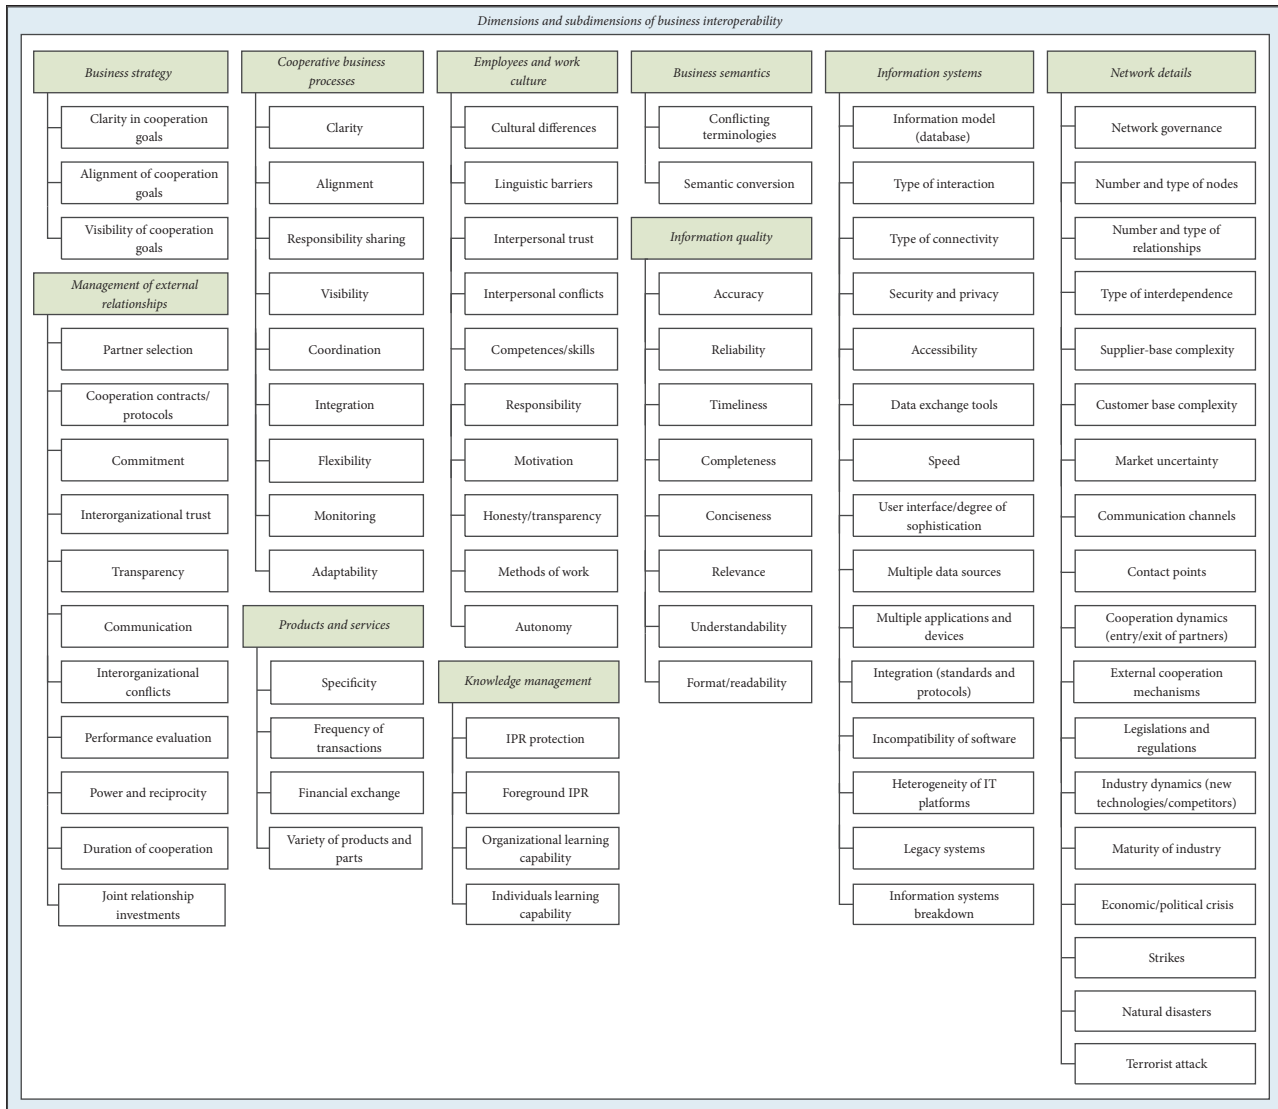 Dimensions and subdimensions of business interoperability
Business strategy
Clarity in cooperation
goals
Alignment of cooperation
goals
Visibility of cooperation
goals
Management of external
relationships
Partner selection
Cooperation contracts/
protocols
Commitment
Interorganizational trust
Transparency
Communication
Interorganizational
conflicts
Performance evaluation
Power and reciprocity
Duration of cooperation
Joint relationship
investments
Cooperative business
processes
Clarity
Alignment
Responsibility sharing
Visibility
Coordination
Integration
Flexibility
Monitoring
Adaptability
Products and services
Specificity
Frequency of
transactions
Financial exchange
Variety of products and
parts
Employees and work
culture
Cultural differences
Linguistic barriers
Interpersonal trust
Interpersonal conflicts
Competences/skills
Responsibility
Motivation
Honesty/transparency
Methods of work
Autonomy
Knowledge management
IPR protection
Foreground IPR
Organizational learning
capability
Individuals learning
capability
Business semantics
Conflicting
terminologies
Semantic conversion
Information quality
Accuracy
Reliability
Timeliness
Completeness
Conciseness
Relevance
Understandability
Format/readability
Information systems
Information model
(database)
Type of interaction
Type of connectivity
Security and privacy
Accessibility
Data exchange tools
Speed
User interface/degree of
sophistication
Multiple data sources
Multiple applications and
devices
Integration (standards and
protocols)
Incompatibility of software
Heterogeneity of IT
platforms
Legacy systems
Information systems
breakdown
Network details
Network governance
Number and type of nodes
Number and type of
relationships
Type of interdependence
Supplier-base complexity
Customer base complexity
Market uncertainty
Communication channels
Contact points
Cooperation dynamics
(entry/exit of partners)
External cooperation
mechanisms
Legislations and
regulations
Industry dynamics (new
technologies/competitors)
Maturity of industry
Economic/political crisis
Strikes
Natural disasters
Terrorist attack